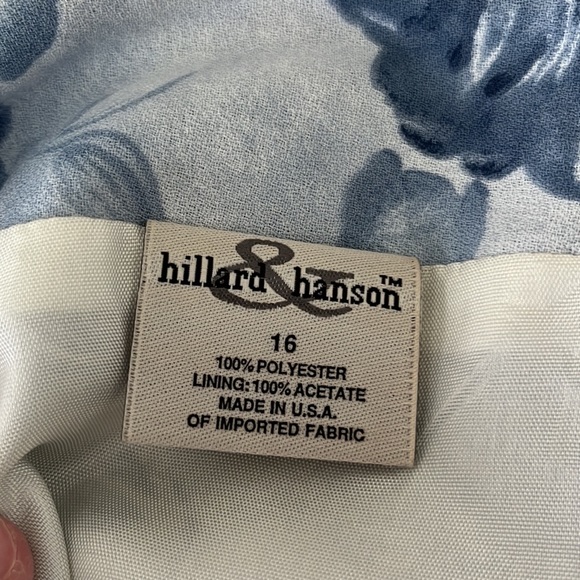 hillard & hanson™
16
100% POLYESTER
LINING: 100% ACETATE
MADE IN U.S.A.
OF IMPORTED FABRIC